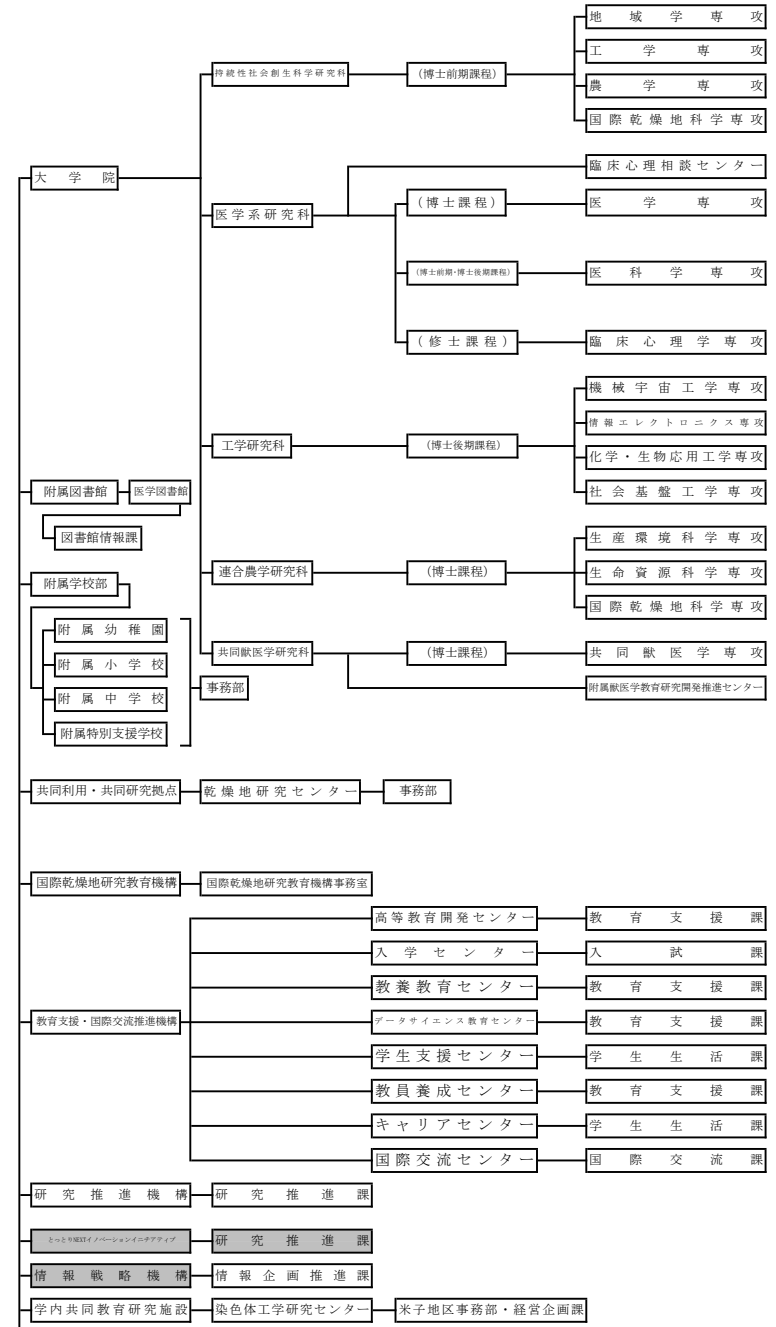 地域学専攻
工学専攻
持続性社会創生科学研究科 (博士前期課程)
農学専攻
国際乾燥地科学専攻
臨床心理相談センター
大学院
医学系研究科 (博士課程) 医学専攻
(博士前期・博士後期課程) 医科学専攻
(修士課程) 臨床心理学専攻
機械宇宙工学専攻
情報エレクトロニクス専攻
工学研究科 (博士後期課程)
化学・生物応用工学専攻
社会基盤工学専攻
附属図書館 医学図書館
図書館情報課
生産環境科学専攻
連合農学研究科 (博士課程) 生命資源科学専攻
国際乾燥地科学専攻
附属学校部
附属幼稚園
共同獣医学研究科 (博士課程) 共同獣医学専攻
附属小学校
附属獣医学教育研究開発推進センター
事務部
附属中学校
附属特別支援学校
共同利用・共同研究拠点 乾燥地研究センター 事務部
国際乾燥地研究教育機構 国際乾燥地研究教育機構事務室
高等教育開発センター 教育支援課
入学センター 入試課
教養教育センター 教育支援課
教育支援・国際交流推進機構 データサイエンス教育センター 教育支援課
学生支援センター 学生生活課
教員養成センター 教育支援課
キャリアセンター 学生生活課
国際交流センター 国際交流課
研究推進機構 研究推進課
とっとりNEXTイノベーションイニシアティブ 研究推進課
情報戦略機構 情報企画推進課
学内共同教育研究施設 染色体工学研究センター 米子地区事務部・経営企画課